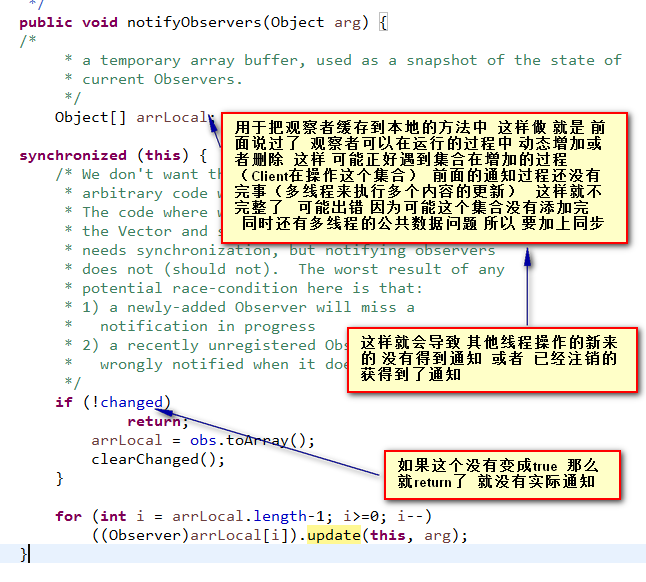 */
public void notifyObservers(Object arg) {
/*
* a temporary array buffer, used as a snapshot of the state of
* current Observers.
*/
Object[] arrLocal;
用于把观察者缓存到本地的方法中 这样做 就是 前
面说过了 观察者可以在运行的过程中 动态增加或
者删除 这样 可能正好遇到集合在增加的过程
（Client在操作这个集合） 前面的通知过程还没有
完事（多线程来执行多个内容的更新） 这样就不
完整了 可能出错 因为可能这个集合没有添加完
同时还有多线程的公共数据问题 所以 要加上同步
synchronized (this) {
/* We don't want th
* arbitrary code w
* The code where w
* the Vector and s
* needs synchronization, but notifying observers
* does not (should not). The worst result of any
* potential race-condition here is that:
* 1) a newly-added Observer will miss a
* notification in progress
* 2) a recently unregistered Obs
* wrongly notified when it doe
*/
这样就会导致 其他线程操作的新来
的 没有得到通知 或者 已经注销的
获得到了通知
if (!changed)
return;
arrLocal = obs.toArray();
clearChanged();
}
如果这个没有变成true 那么
就return了 就没有实际通知
for (int i = arrLocal.length-1; i>=0; i--)
((Observer)arrLocal[i]).update(this, arg);
}